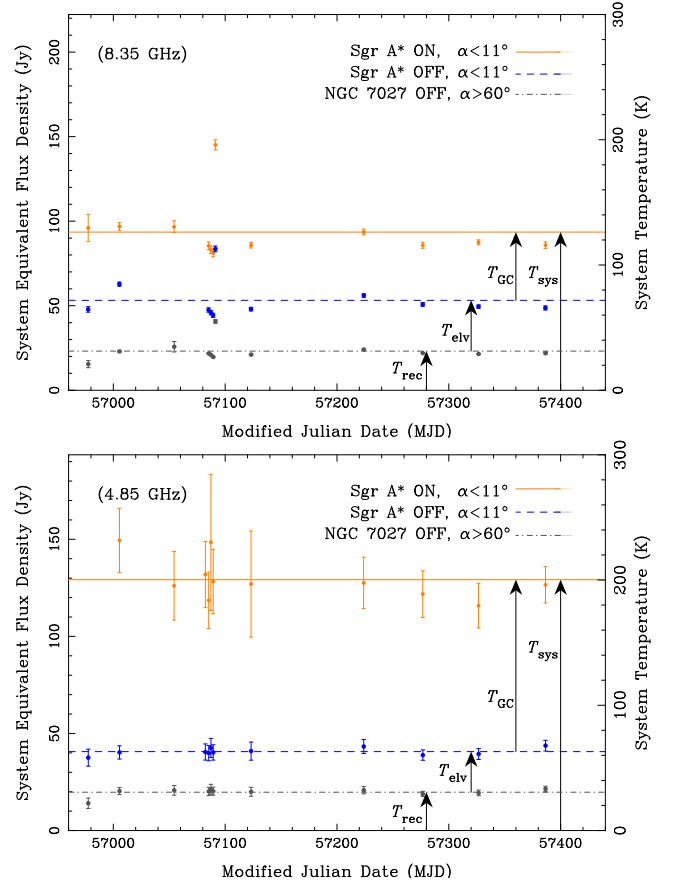 (8.35 GHz)
Sgr A* ON, α<11°
Sgr A* OFF, α<11°
NGC 7027 OFF, α>60°
System Equivalent Flux Density (Jy)
0 50 100 150 200
System Temperature (K)
0 100 200 300
T_GC
T_sys
T_elv
T_rec
57000 57100 57200 57300 57400
Modified Julian Date (MJD)
(4.85 GHz)
Sgr A* ON, α<11°
Sgr A* OFF, α<11°
NGC 7027 OFF, α>60°
System Equivalent Flux Density (Jy)
0 50 100 150
System Temperature (K)
0 100 200 300
T_sys
T_GC
T_elv
T_rec
57000 57100 57200 57300 57400
Modified Julian Date (MJD)